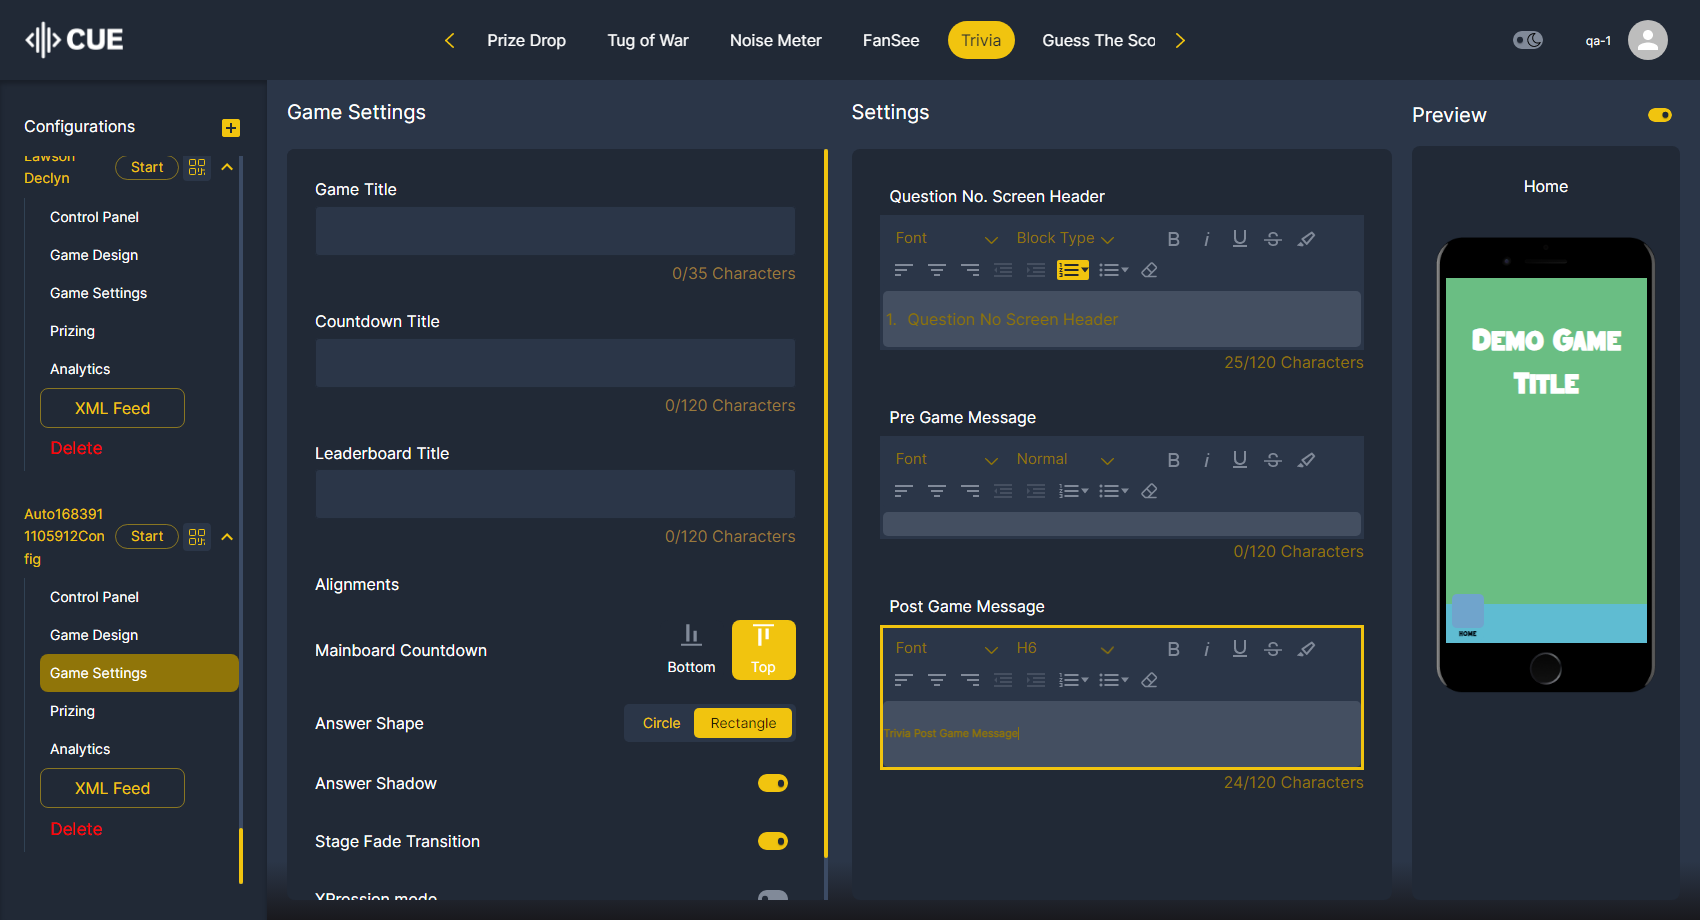 CUE
Prize Drop
Tug of War
Noise Meter
FanSee
Trivia
Guess The Sco
qa-1
Configurations
Lawson
Declyn
Start
Control Panel
Game Design
Game Settings
Prizing
Analytics
XML Feed
Delete
Auto168391
1105912Con
fig
Start
Control Panel
Game Design
Game Settings
Prizing
Analytics
XML Feed
Delete
Game Settings
Game Title
0/35 Characters
Countdown Title
0/120 Characters
Leaderboard Title
0/120 Characters
Alignments
Mainboard Countdown
Bottom
Top
Answer Shape
Circle
Rectangle
Answer Shadow
Stage Fade Transition
XPression mode
Settings
Question No. Screen Header
Font
Block Type
B i U S
1. Question No Screen Header
25/120 Characters
Pre Game Message
Font
Normal
B i U S
0/120 Characters
Post Game Message
Font
H6
B i U S
Trivia Post Game Message
24/120 Characters
Preview
Home
Demo Game
Title
HOME